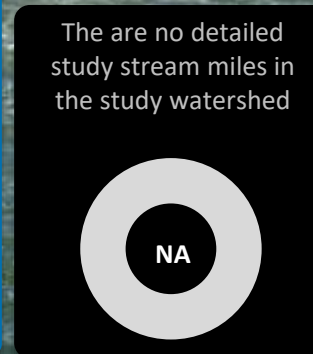 The are no detailed
study stream miles in
the study watershed
NA